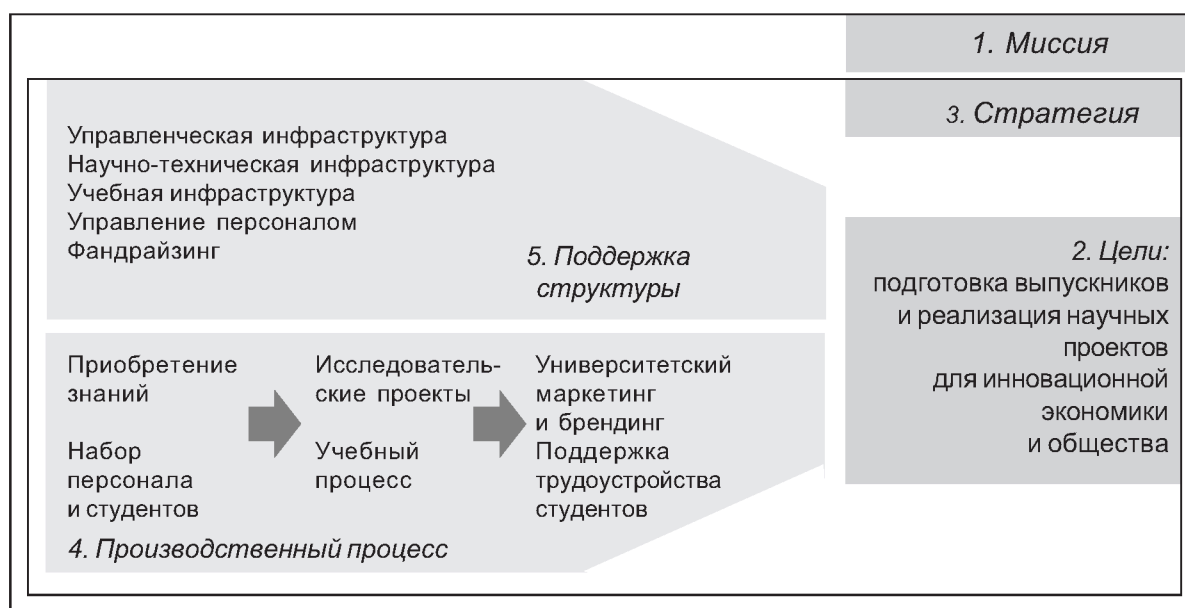 1. Миссия
3. Стратегия
Управленческая инфраструктура
Научно-техническая инфраструктура
Учебная инфраструктура
Управление персоналом
Фандрайзинг
5. Поддержка
структуры
2. Цели:
подготовка выпускников
и реализация научных
проектов
для инновационной
экономики
и общества
Приобретение
знаний
Набор
персонала
и студентов
Исследователь-
ские проекты
Учебный
процесс
Университетский
маркетинг
и брендинг
Поддержка
трудоустройства
студентов
4. Производственный процесс